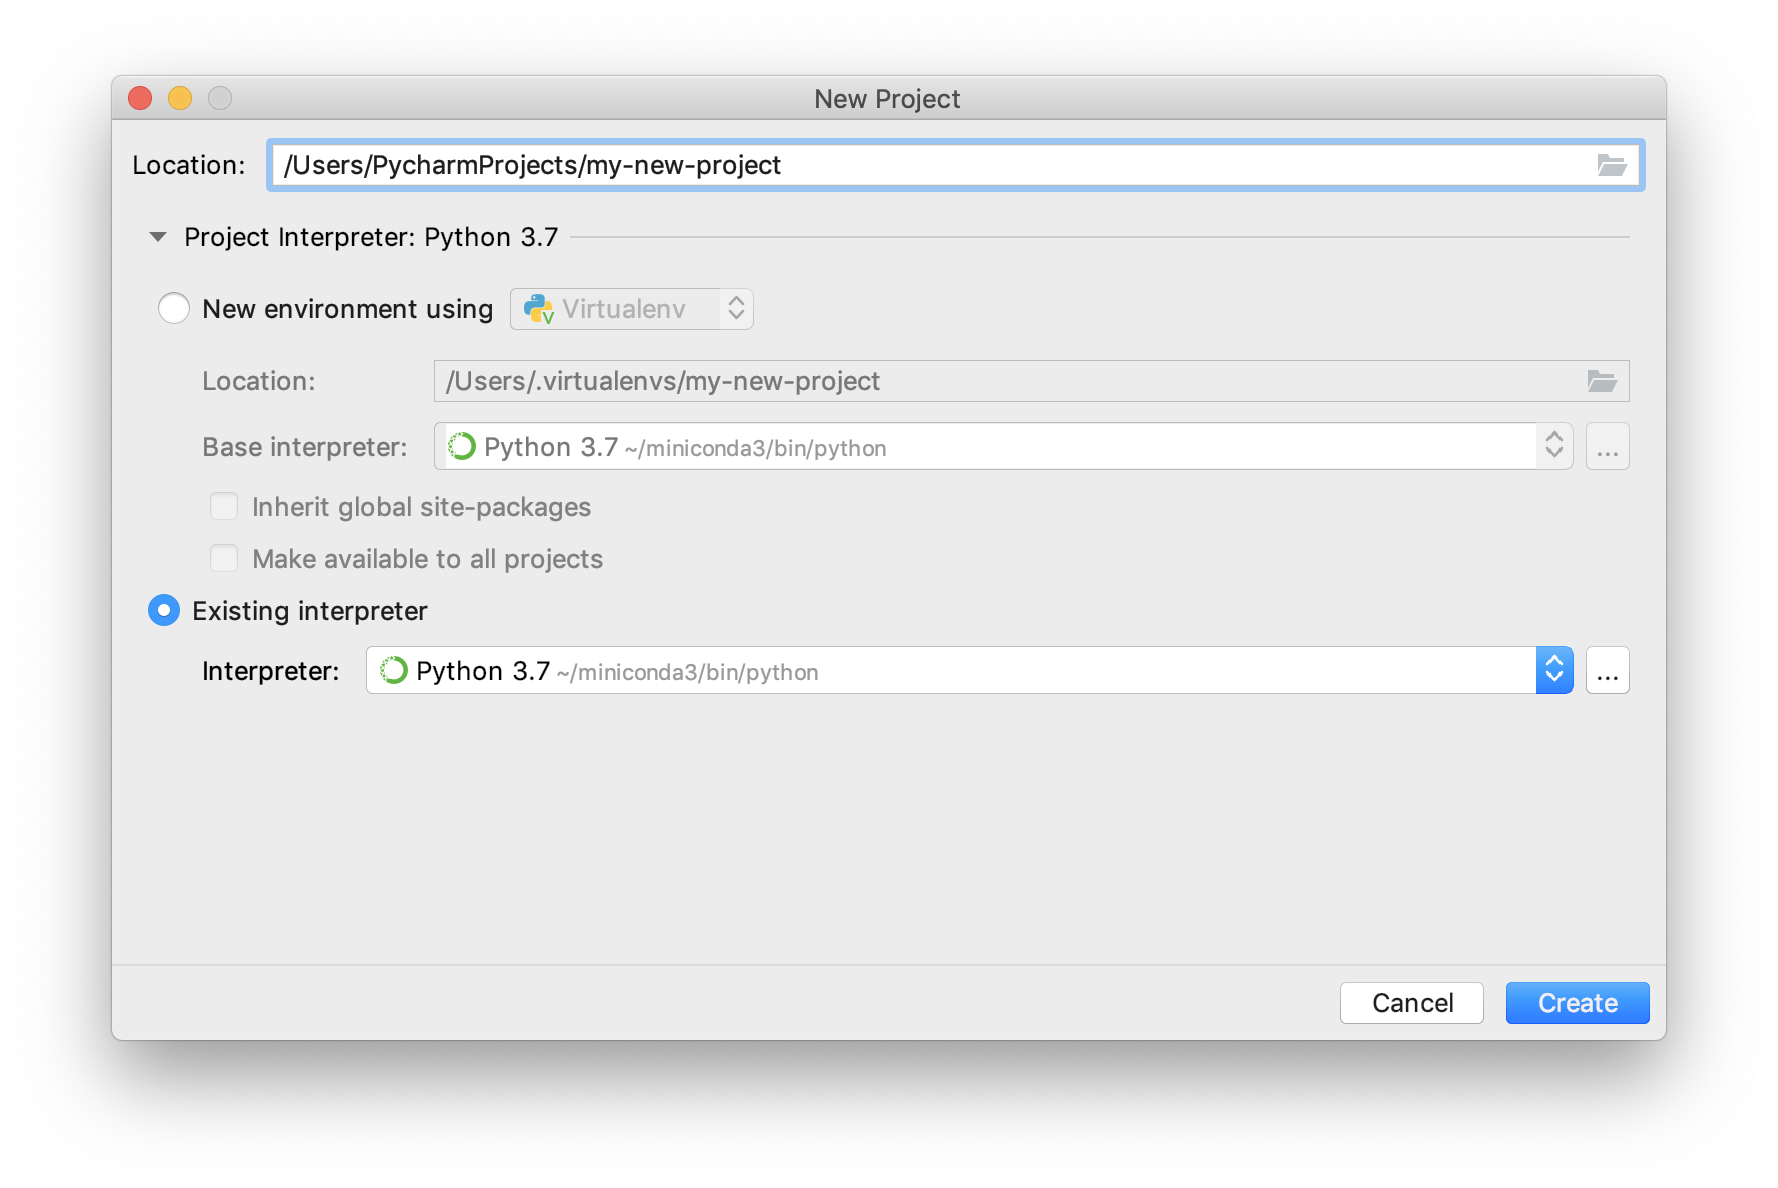 New Project
Location: /Users/PycharmProjects/my-new-project
Project Interpreter: Python 3.7
New environment using Virtualenv
Location: /Users/.virtualenvs/my-new-project
Base interpreter: Python 3.7 ~/miniconda3/bin/python ...
Inherit global site-packages
Make available to all projects
Existing interpreter
Interpreter: Python 3.7 ~/miniconda3/bin/python ...
Cancel Create